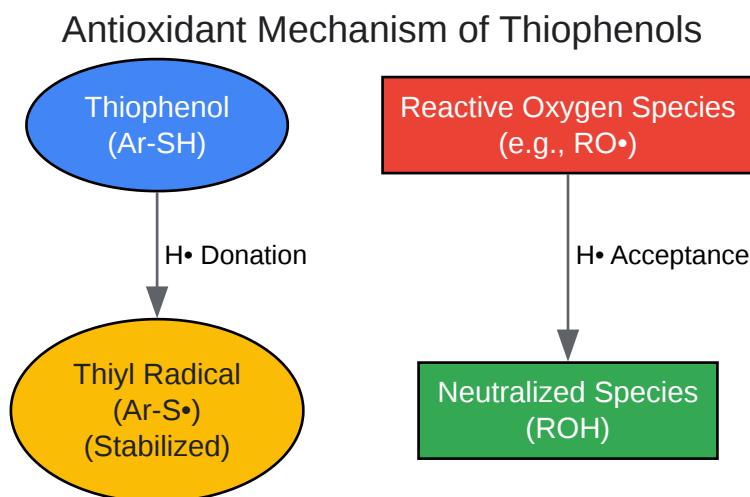 Antioxidant Mechanism of Thiophenols
Thiophenol
(Ar-SH)
Reactive Oxygen Species
(e.g., RO•)
H• Donation
H• Acceptance
Thiyl Radical
(Ar-S•)
(Stabilized)
Neutralized Species
(ROH)